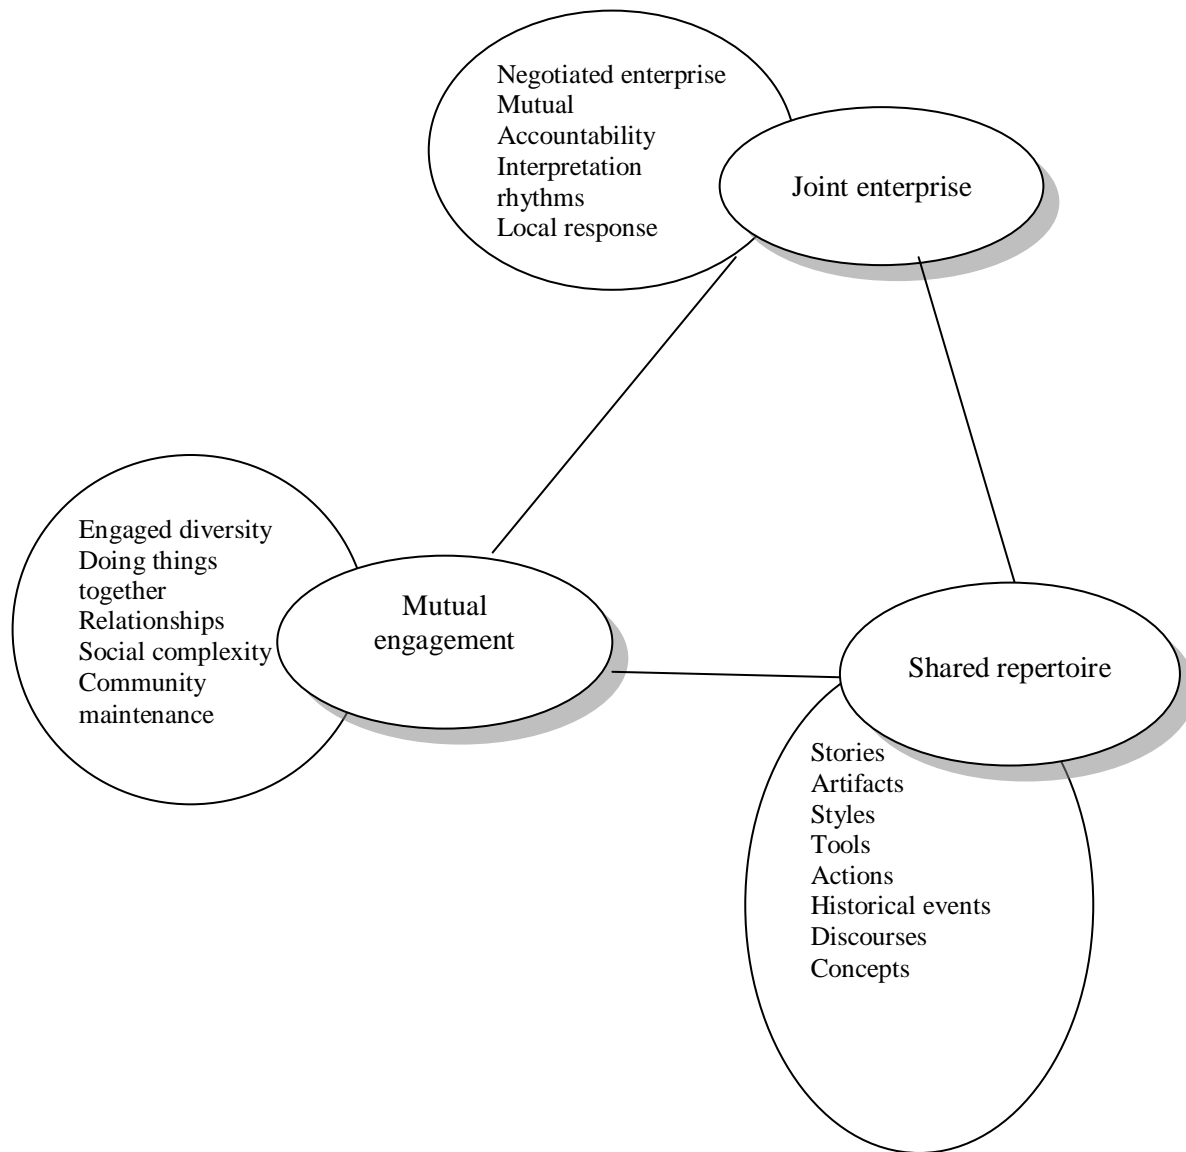 Negotiated enterprise
Mutual
Accountability
Interpretation
rhythms
Local response
Joint enterprise
Engaged diversity
Doing things
together
Relationships
Social complexity
Community
maintenance
Mutual
engagement
Shared repertoire
Stories
Artifacts
Styles
Tools
Actions
Historical events
Discourses
Concepts